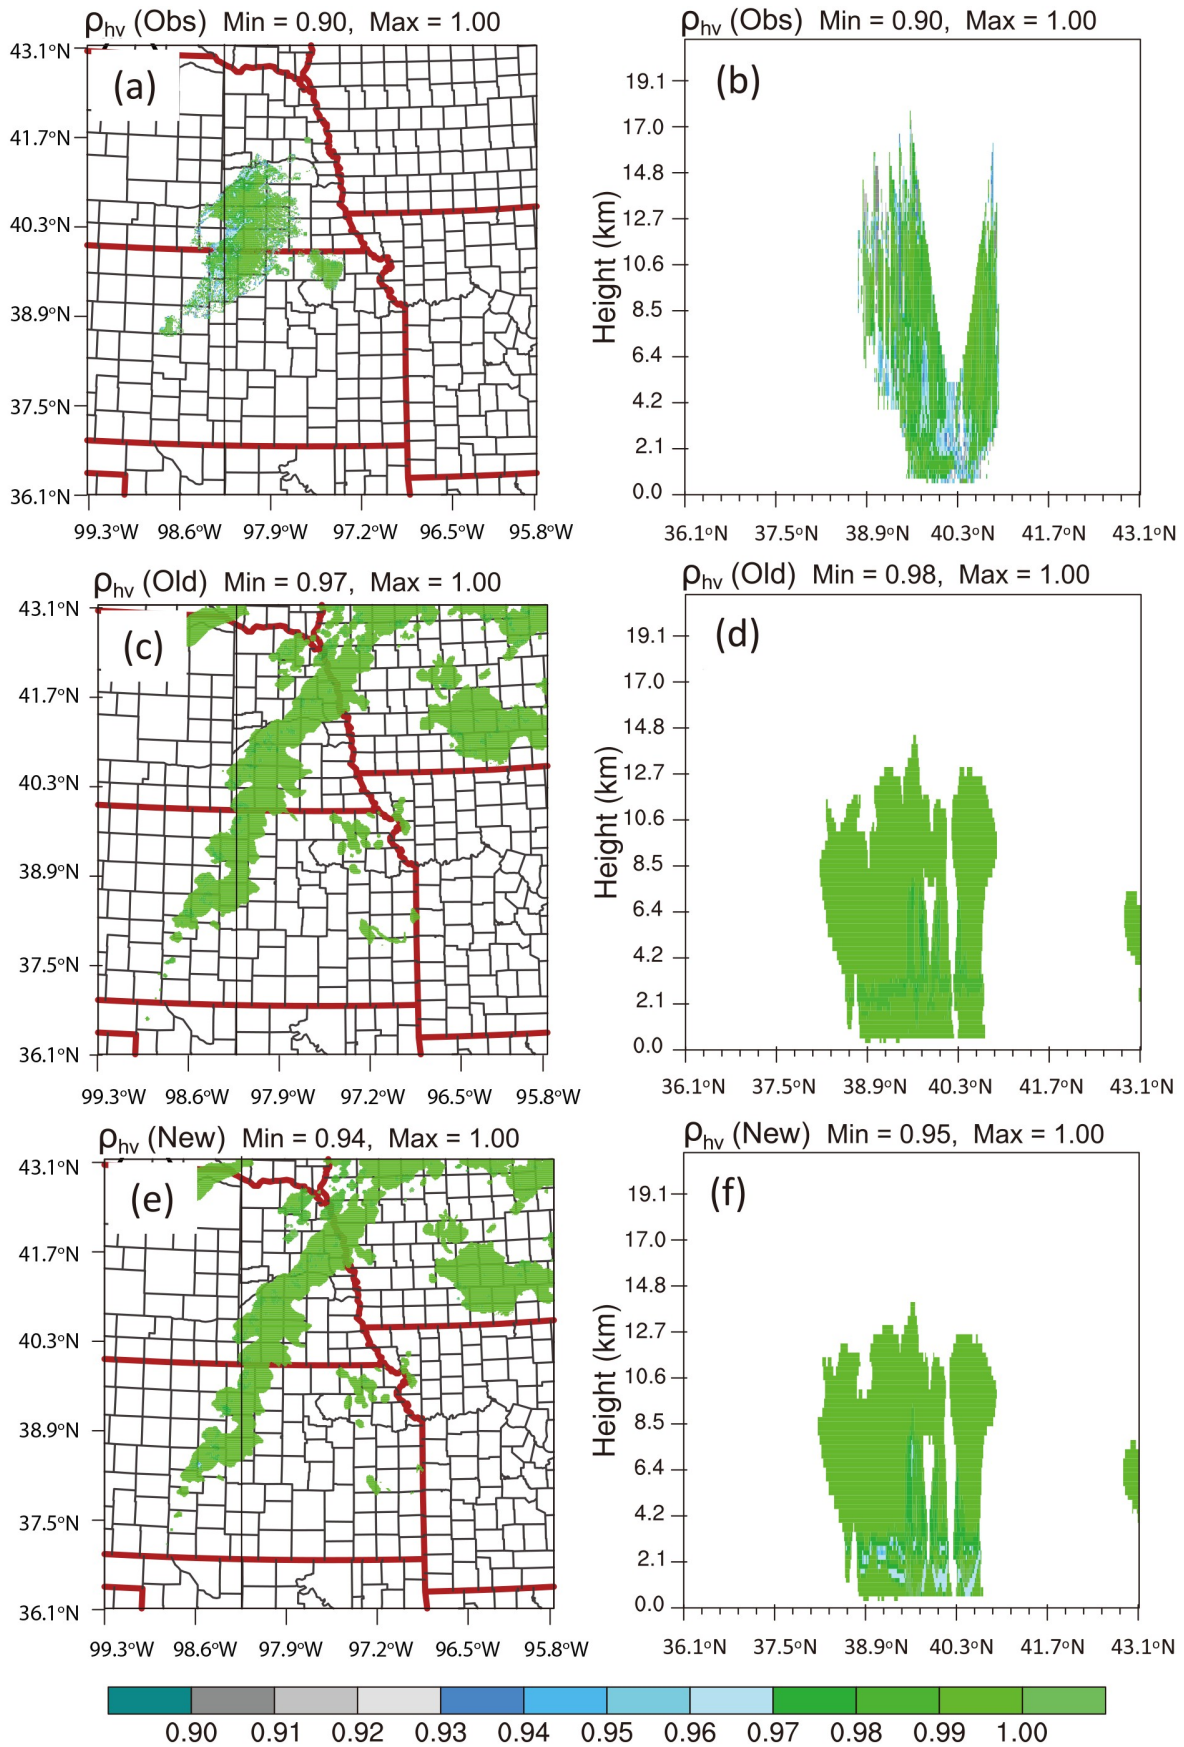 ρhv (Obs) Min = 0.90, Max = 1.00
(a)
43.1°N
41.7°N
40.3°N
38.9°N
37.5°N
36.1°N
99.3°W 98.6°W 97.9°W 97.2°W 96.5°W 95.8°W
ρhv (Obs) Min = 0.90, Max = 1.00
(b)
Height (km)
19.1
17.0
14.8
12.7
10.6
8.5
6.4
4.2
2.1
0.0
36.1°N 37.5°N 38.9°N 40.3°N 41.7°N 43.1°N
ρhv (Old) Min = 0.97, Max = 1.00
(c)
43.1°N
41.7°N
40.3°N
38.9°N
37.5°N
36.1°N
99.3°W 98.6°W 97.9°W 97.2°W 96.5°W 95.8°W
ρhv (Old) Min = 0.98, Max = 1.00
(d)
Height (km)
19.1
17.0
14.8
12.7
10.6
8.5
6.4
4.2
2.1
0.0
36.1°N 37.5°N 38.9°N 40.3°N 41.7°N 43.1°N
ρhv (New) Min = 0.94, Max = 1.00
(e)
43.1°N
41.7°N
40.3°N
38.9°N
37.5°N
36.1°N
99.3°W 98.6°W 97.9°W 97.2°W 96.5°W 95.8°W
ρhv (New) Min = 0.95, Max = 1.00
(f)
Height (km)
19.1
17.0
14.8
12.7
10.6
8.5
6.4
4.2
2.1
0.0
36.1°N 37.5°N 38.9°N 40.3°N 41.7°N 43.1°N
0.90 0.91 0.92 0.93 0.94 0.95 0.96 0.97 0.98 0.99 1.00